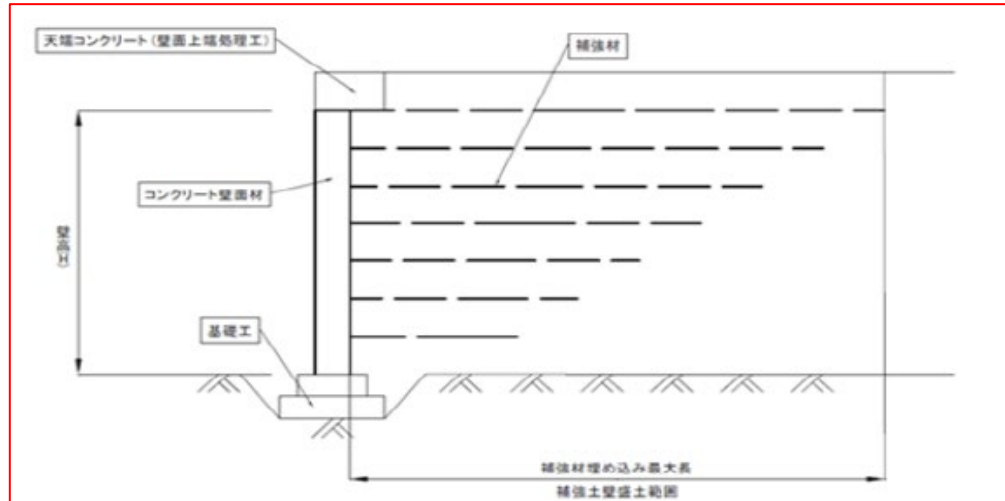 天端コンクリート(壁面上端処理工)
補強材
コンクリート壁面材
壁高(H)
基礎工
補強材埋め込み最大長
補強土壁盛土範囲